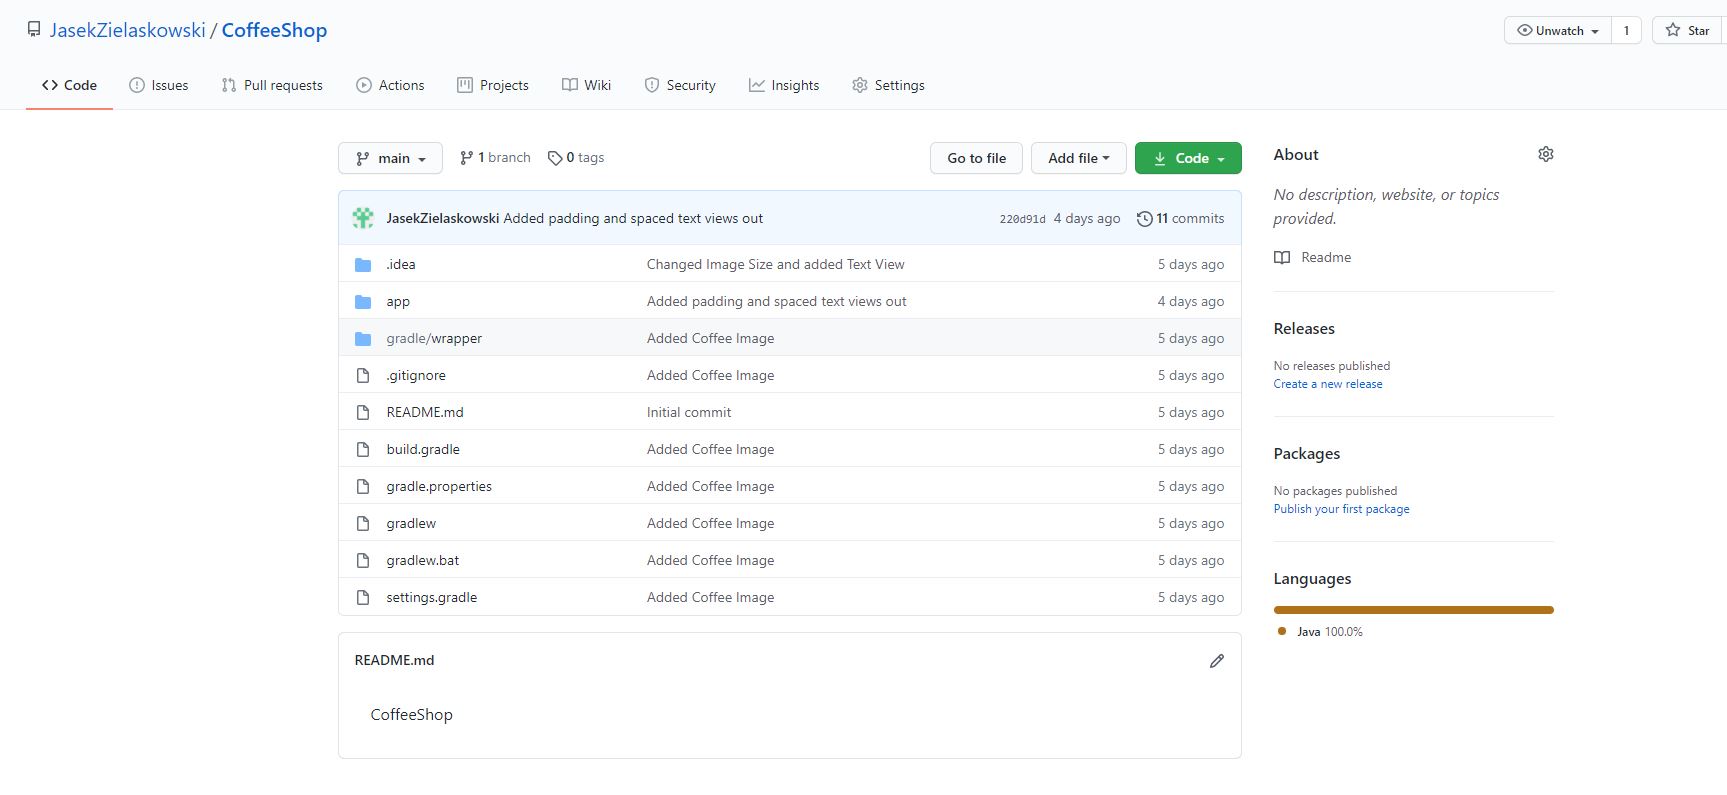 JasekZielaskowski / CoffeeShop
Unwatch 1 Star
Code Issues Pull requests Actions Projects Wiki Security Insights Settings
main 1 branch 0 tags Go to file Add file Code
JasekZielaskowski Added padding and spaced text views out 220d91d 4 days ago 11 commits
.idea Changed Image Size and added Text View 5 days ago
app Added padding and spaced text views out 4 days ago
gradle/wrapper Added Coffee Image 5 days ago
.gitignore Added Coffee Image 5 days ago
README.md Initial commit 5 days ago
build.gradle Added Coffee Image 5 days ago
gradle.properties Added Coffee Image 5 days ago
gradlew Added Coffee Image 5 days ago
gradlew.bat Added Coffee Image 5 days ago
settings.gradle Added Coffee Image 5 days ago
README.md
CoffeeShop
About
No description, website, or topics
provided.
Readme
Releases
No releases published
Create a new release
Packages
No packages published
Publish your first package
Languages
Java 100.0%